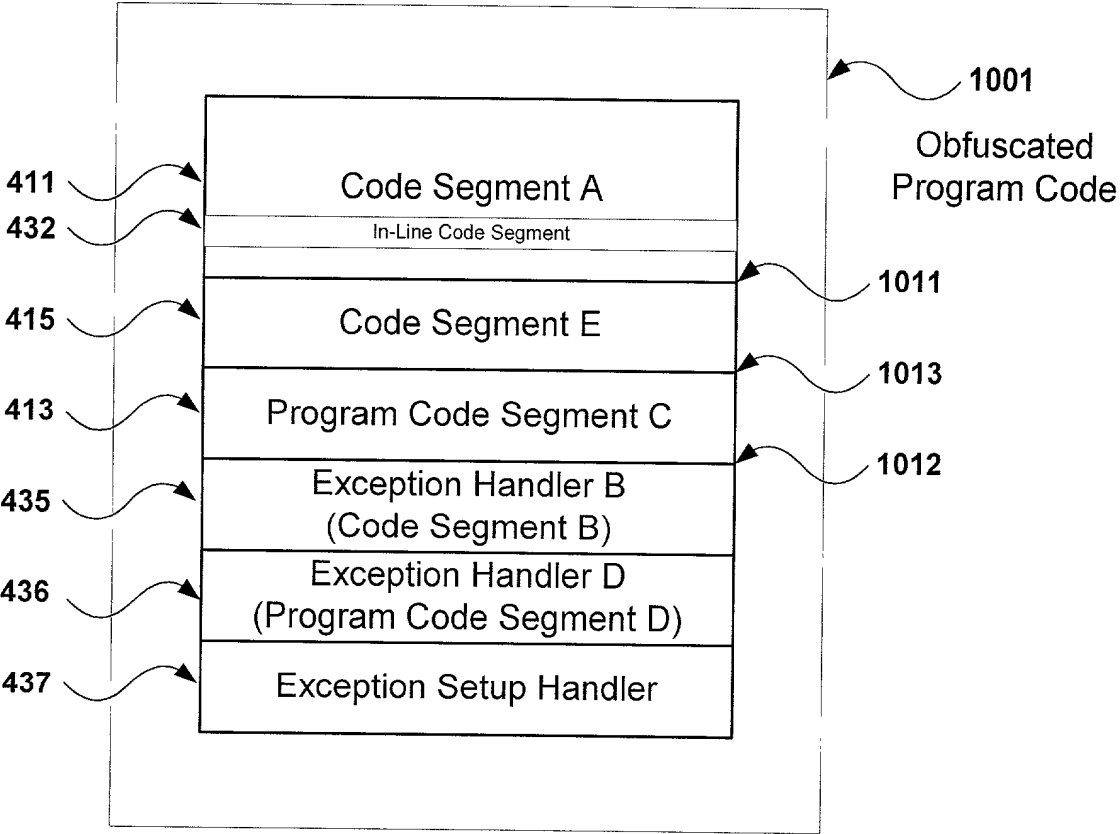 1001
Obfuscated
Program Code
411
Code Segment A
432
In-Line Code Segment
1011
415
Code Segment E
1013
413
Program Code Segment C
1012
435
Exception Handler B
(Code Segment B)
436
Exception Handler D
(Program Code Segment D)
437
Exception Setup Handler